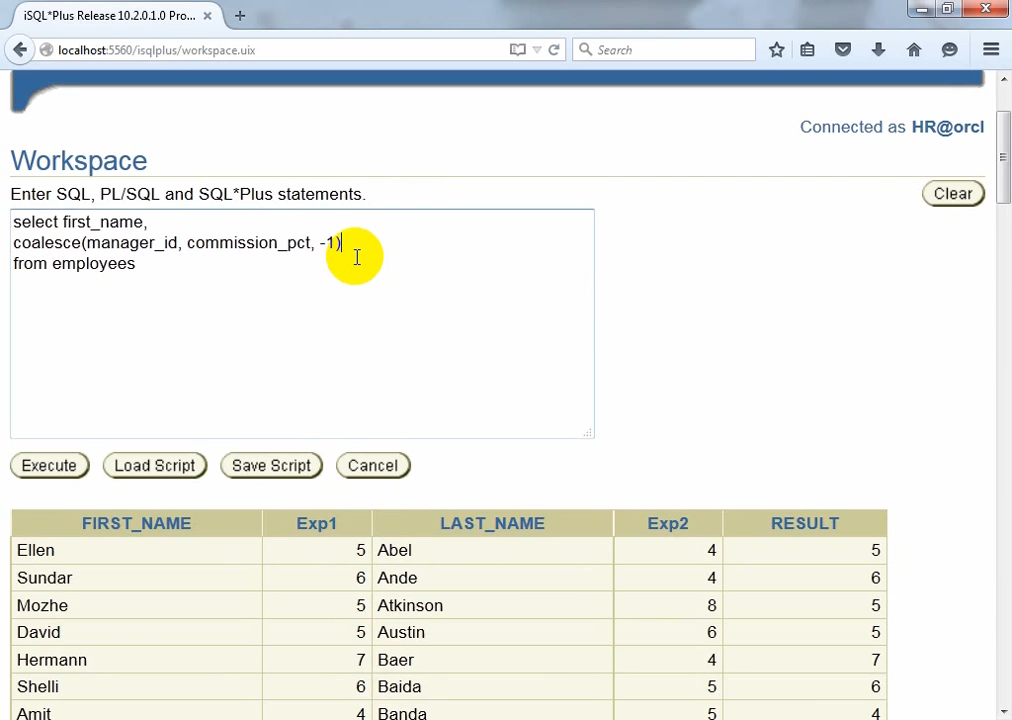 iSQL*Plus Release 10.2.0.1.0 Pro...
localhost:5560/isqlplus/workspace.uix
Search
Connected as HR@orcl
Workspace
Enter SQL, PL/SQL and SQL*Plus statements.
Clear
select first_name,
coalesce(manager_id, commission_pct, -1)
from employees
Execute Load Script Save Script Cancel
FIRST_NAME Exp1 LAST_NAME Exp2 RESULT
Ellen 5 Abel 4 5
Sundar 6 Ande 4 6
Mozhe 5 Atkinson 8 5
David 5 Austin 6 5
Hermann 7 Baer 4 7
Shelli 6 Baida 5 6
Amit 4 Banda 5 4